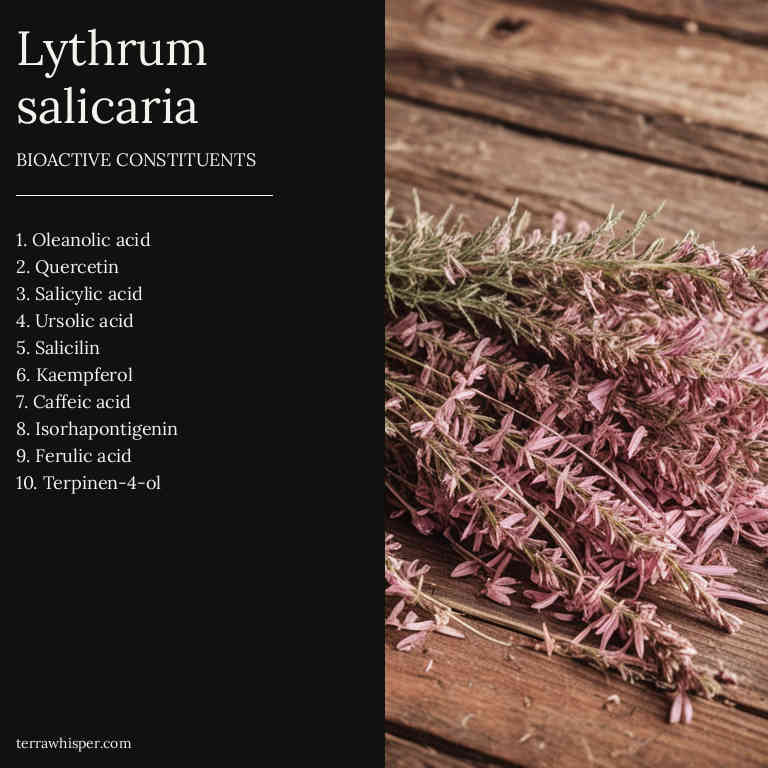 Lythrum
salicaria
BIOACTIVE CONSTITUENTS
1. Oleanolic acid
2. Quercetin
3. Salicylic acid
4. Ursolic acid
5. Salicilin
6. Kaempferol
7. Caffeic acid
8. Isorhapontigenin
9. Ferulic acid
10. Terpinen-4-ol
terrawhisper.com